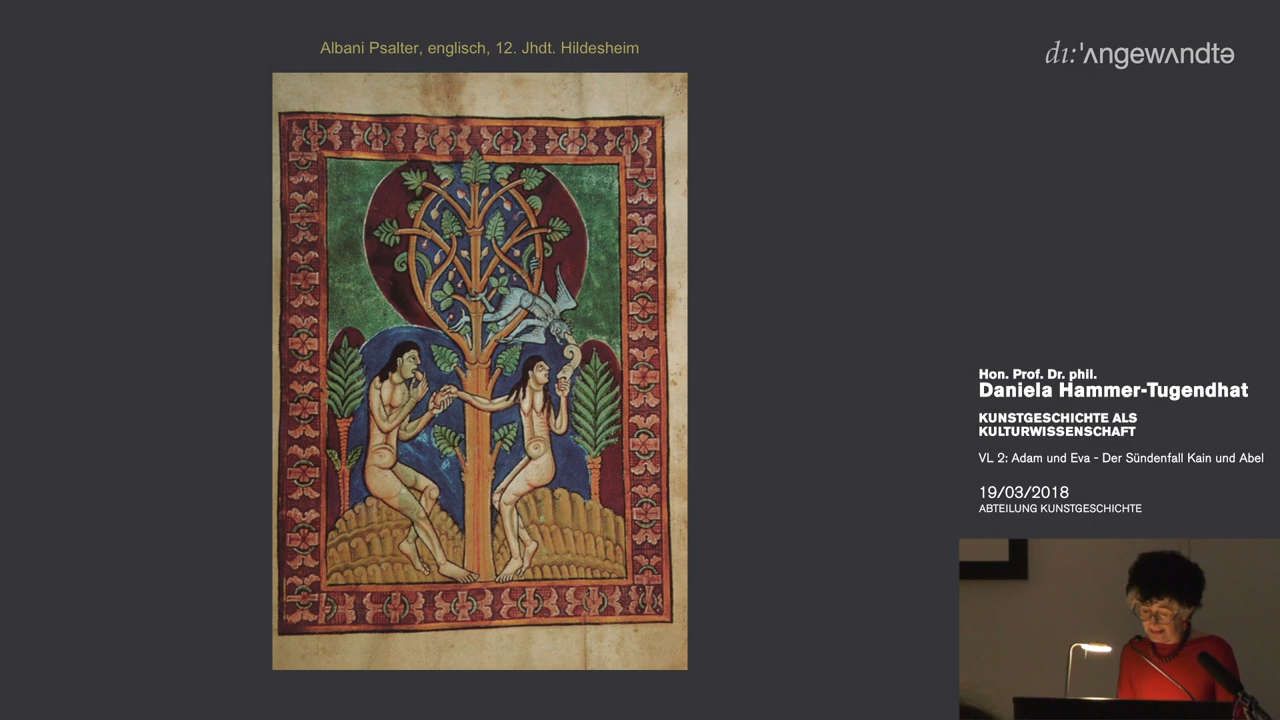 Albani Psalter, englisch, 12. Jhdt. Hildesheim
dı:ˈʌngewʌndtə
Hon. Prof. Dr. phil.
Daniela Hammer-Tugendhat
KUNSTGESCHICHTE ALS
KULTURWISSENSCHAFT
VL 2: Adam und Eva - Der Sündenfall Kain und Abel
19/03/2018
ABTEILUNG KUNSTGESCHICHTE